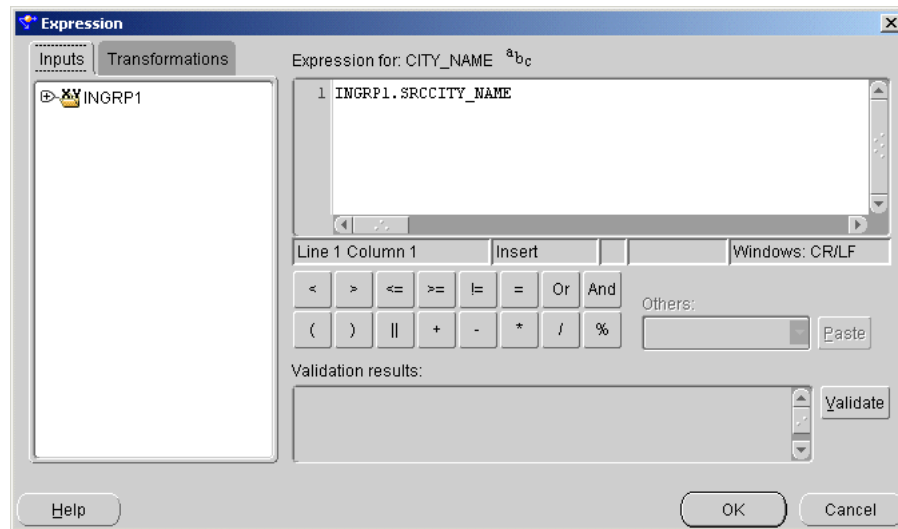 Expression
Inputs
Transformations
Expression for: CITY_NAME abc
INGRP1
1 INGRP1.SRCCITY_NAME
Line 1 Column 1
Insert
Windows: CR/LF
< > <= >= != = Or And
( ) || + - * / %
Others:
Paste
Validation results:
Validate
Help
OK
Cancel